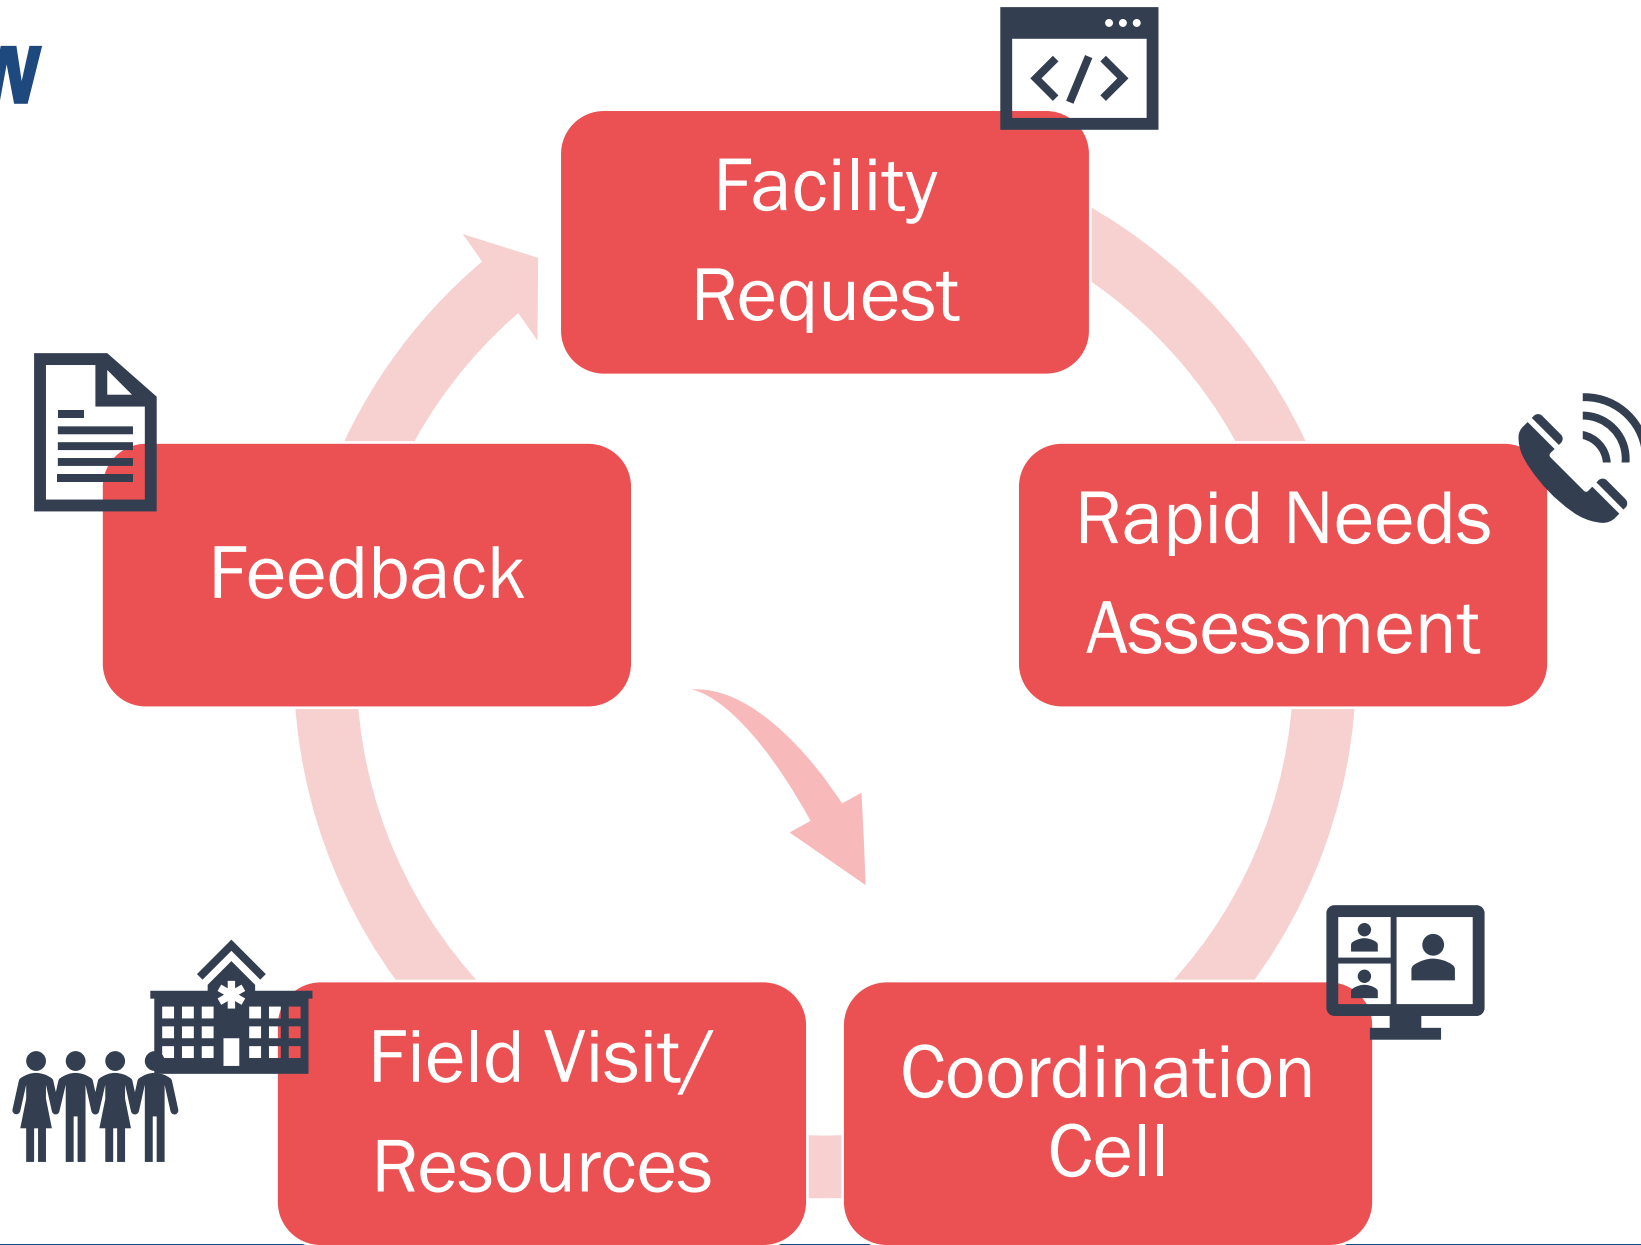 W
Facility
Request
Rapid Needs
Assessment
Coordination
Cell
Field Visit/
Resources
Feedback